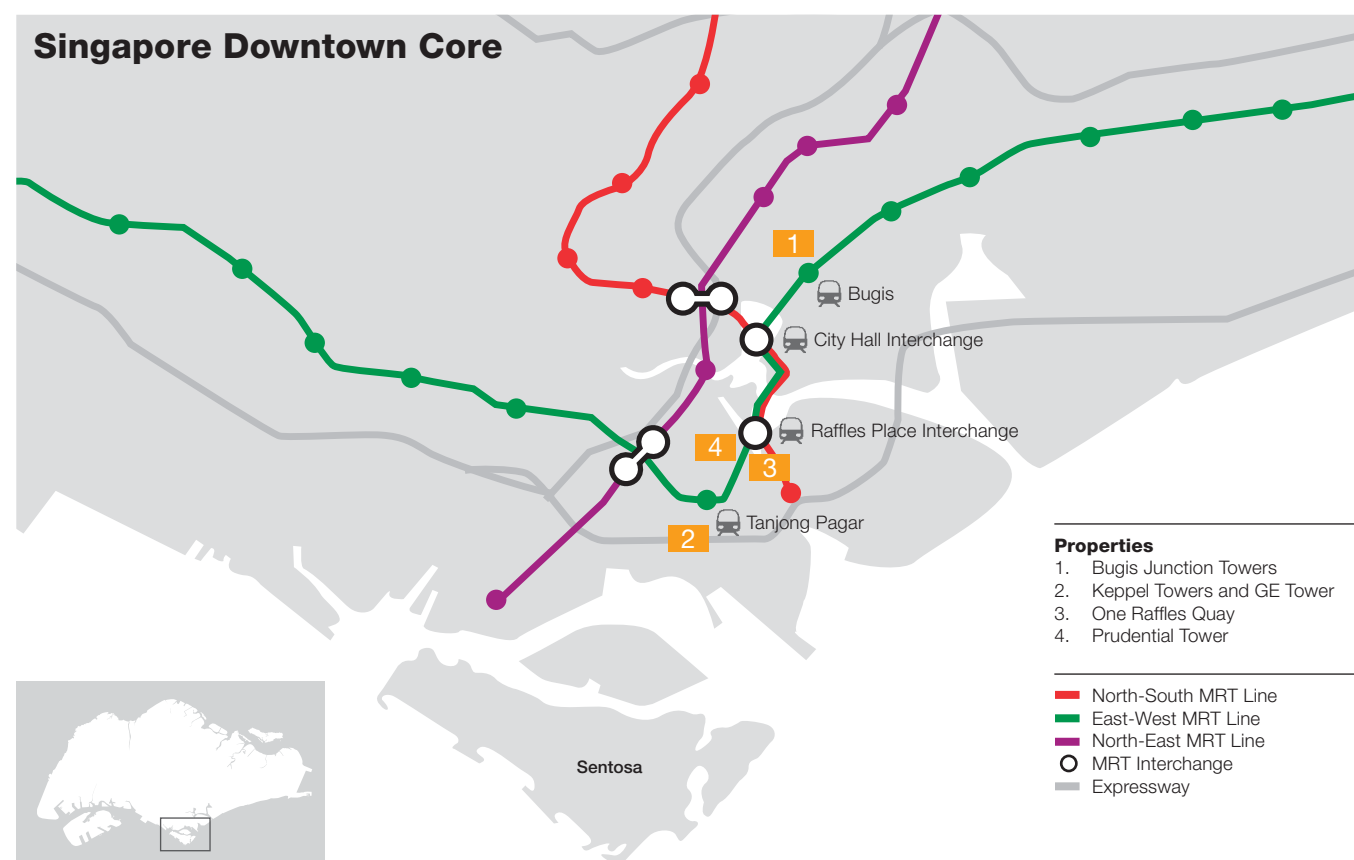 Singapore Downtown Core
1
Bugis
City Hall Interchange
Raffles Place Interchange
4
3
Tanjong Pagar
2
Properties
1. Bugis Junction Towers
2. Keppel Towers and GE Tower
3. One Raffles Quay
4. Prudential Tower
North-South MRT Line
East-West MRT Line
North-East MRT Line
MRT Interchange
Expressway
Sentosa